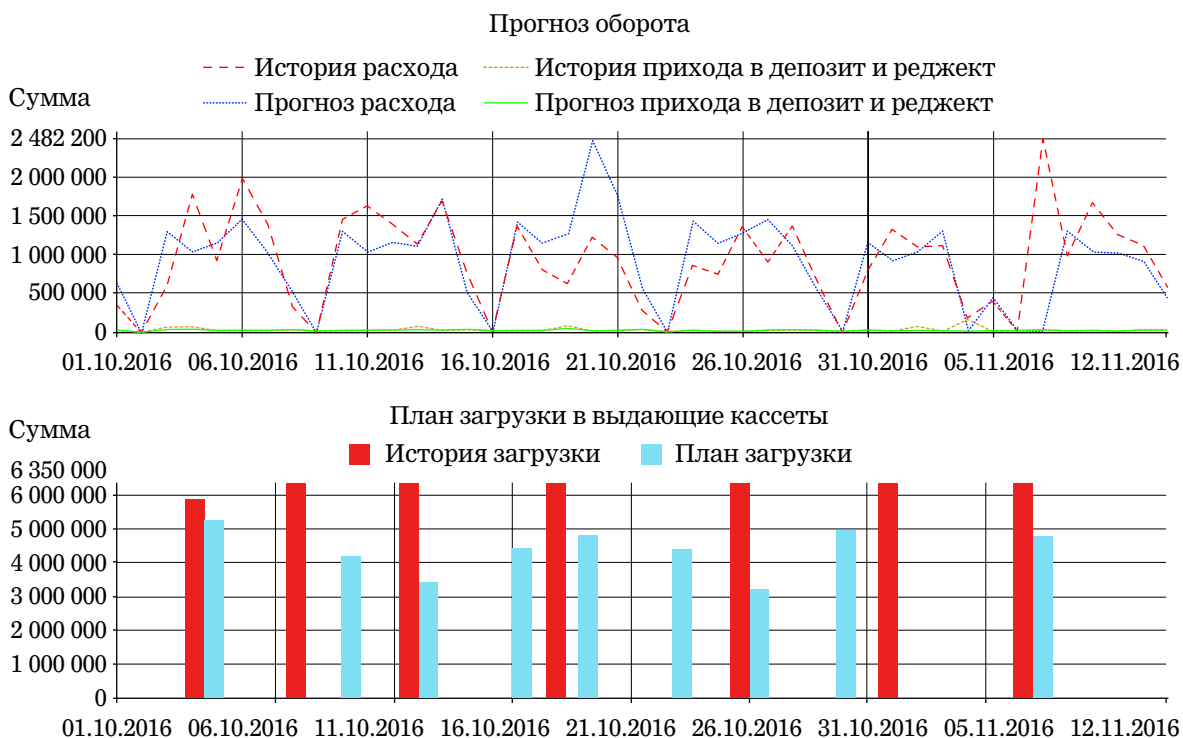 Прогноз оборота
История расхода История прихода в депозит и реджект
Сумма
Прогноз расхода Прогноз прихода в депозит и реджект
2 482 200
2 000 000
1 500 000
1 000 000
500 000
0
01.10.2016 06.10.2016 11.10.2016 16.10.2016 21.10.2016 26.10.2016 31.10.2016 05.11.2016 12.11.2016
План загрузки в выдающие кассеты
Сумма
История загрузки План загрузки
6 350 000
6 000 000
5 000 000
4 000 000
3 000 000
2 000 000
1 000 000
0
01.10.2016 06.10.2016 11.10.2016 16.10.2016 21.10.2016 26.10.2016 31.10.2016 05.11.2016 12.11.2016